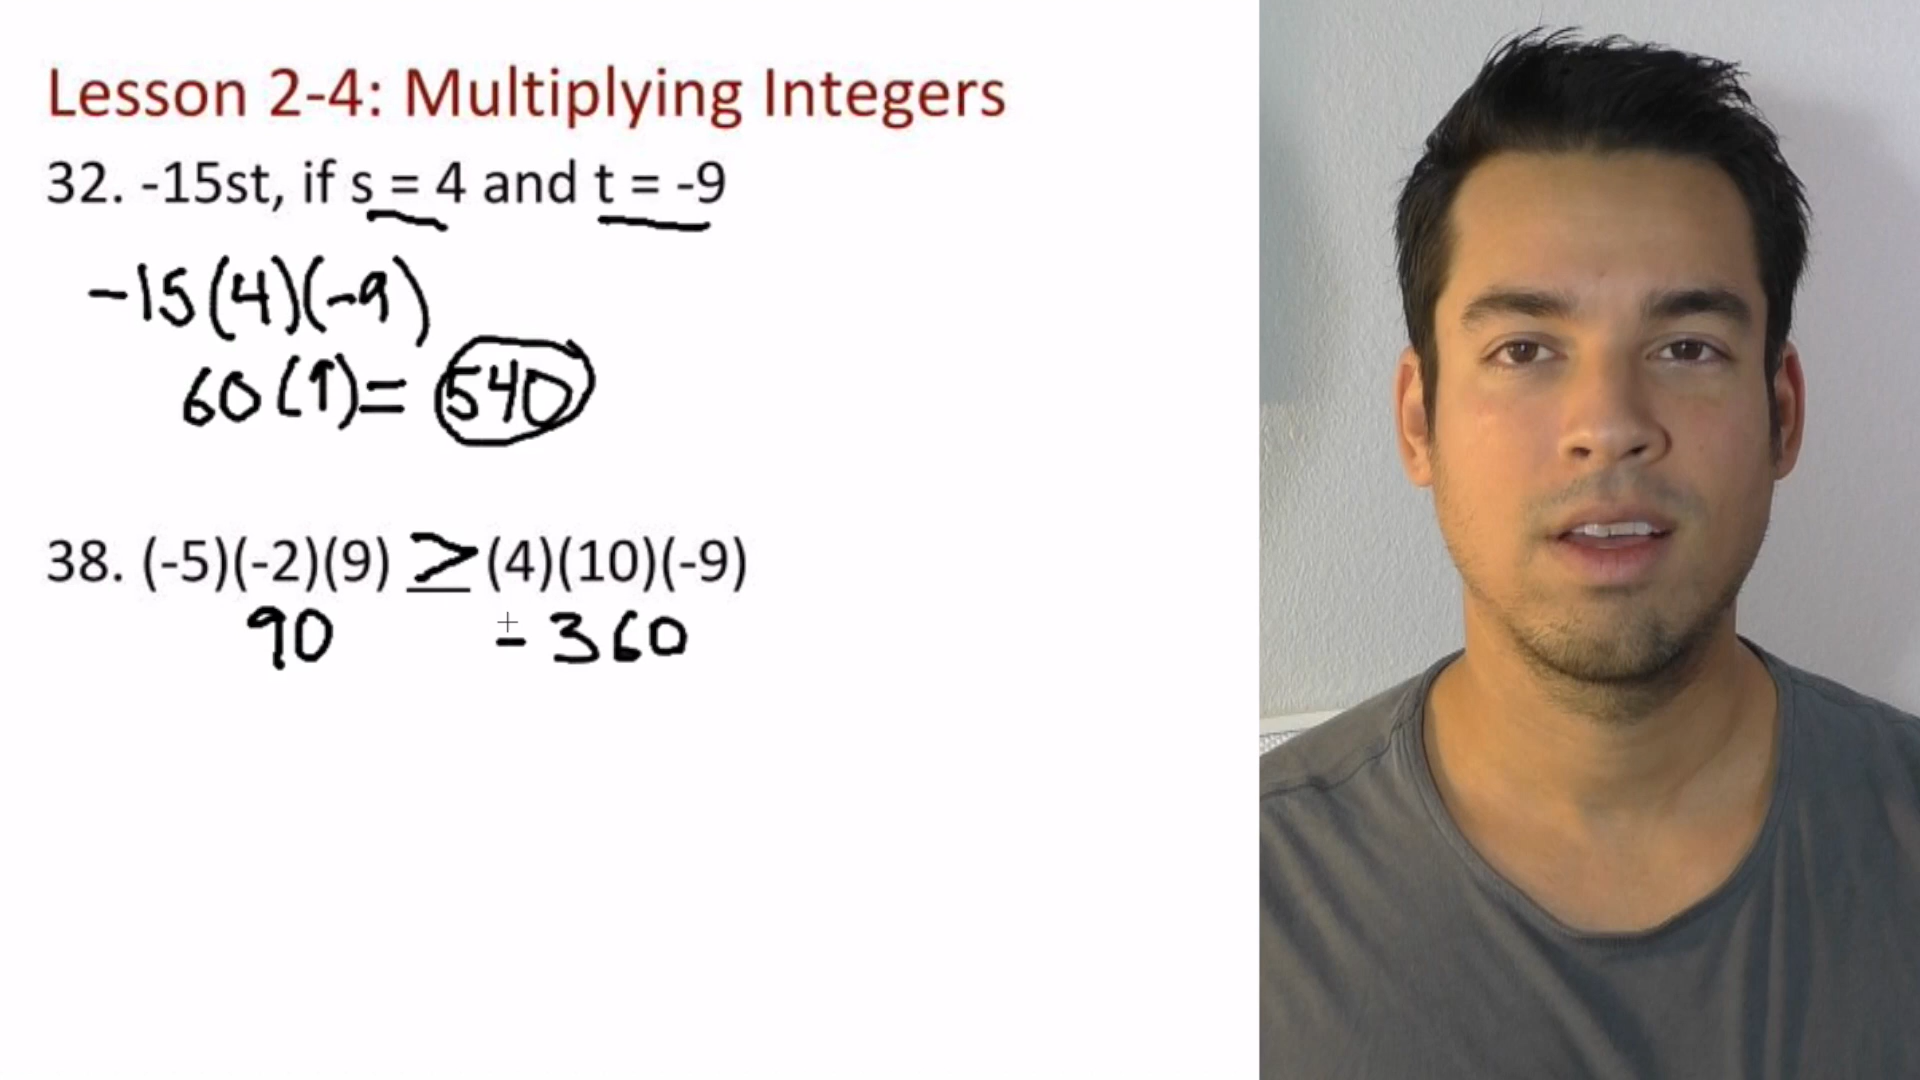 Lesson 2-4: Multiplying Integers
32. -15st, if s = 4 and t = -9
-15(4)(-9)
60(9)= 540
38. (-5)(-2)(9) > (4)(10)(-9)
90 -360